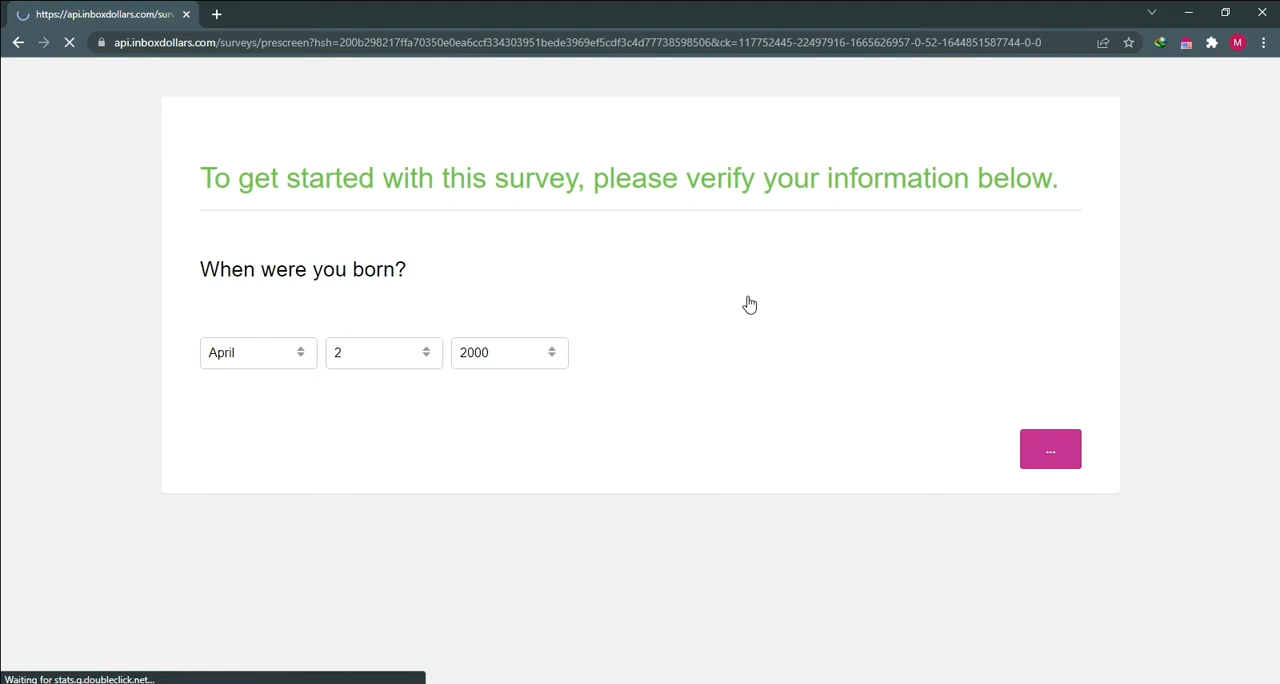 https://api.inboxdollars.com/surv
api.inboxdollars.com/surveys/prescreen?hsh=200b298217ffa70350e0ea6ccf334303951bede3969ef5cdf3c4d77738598506&ck=117752445-22497916-1665626957-0-52-1644851587744-0-0
M
To get started with this survey, please verify your information below.
When were you born?
April 2 2000
...
Waiting for stats.g.doubleclick.net...